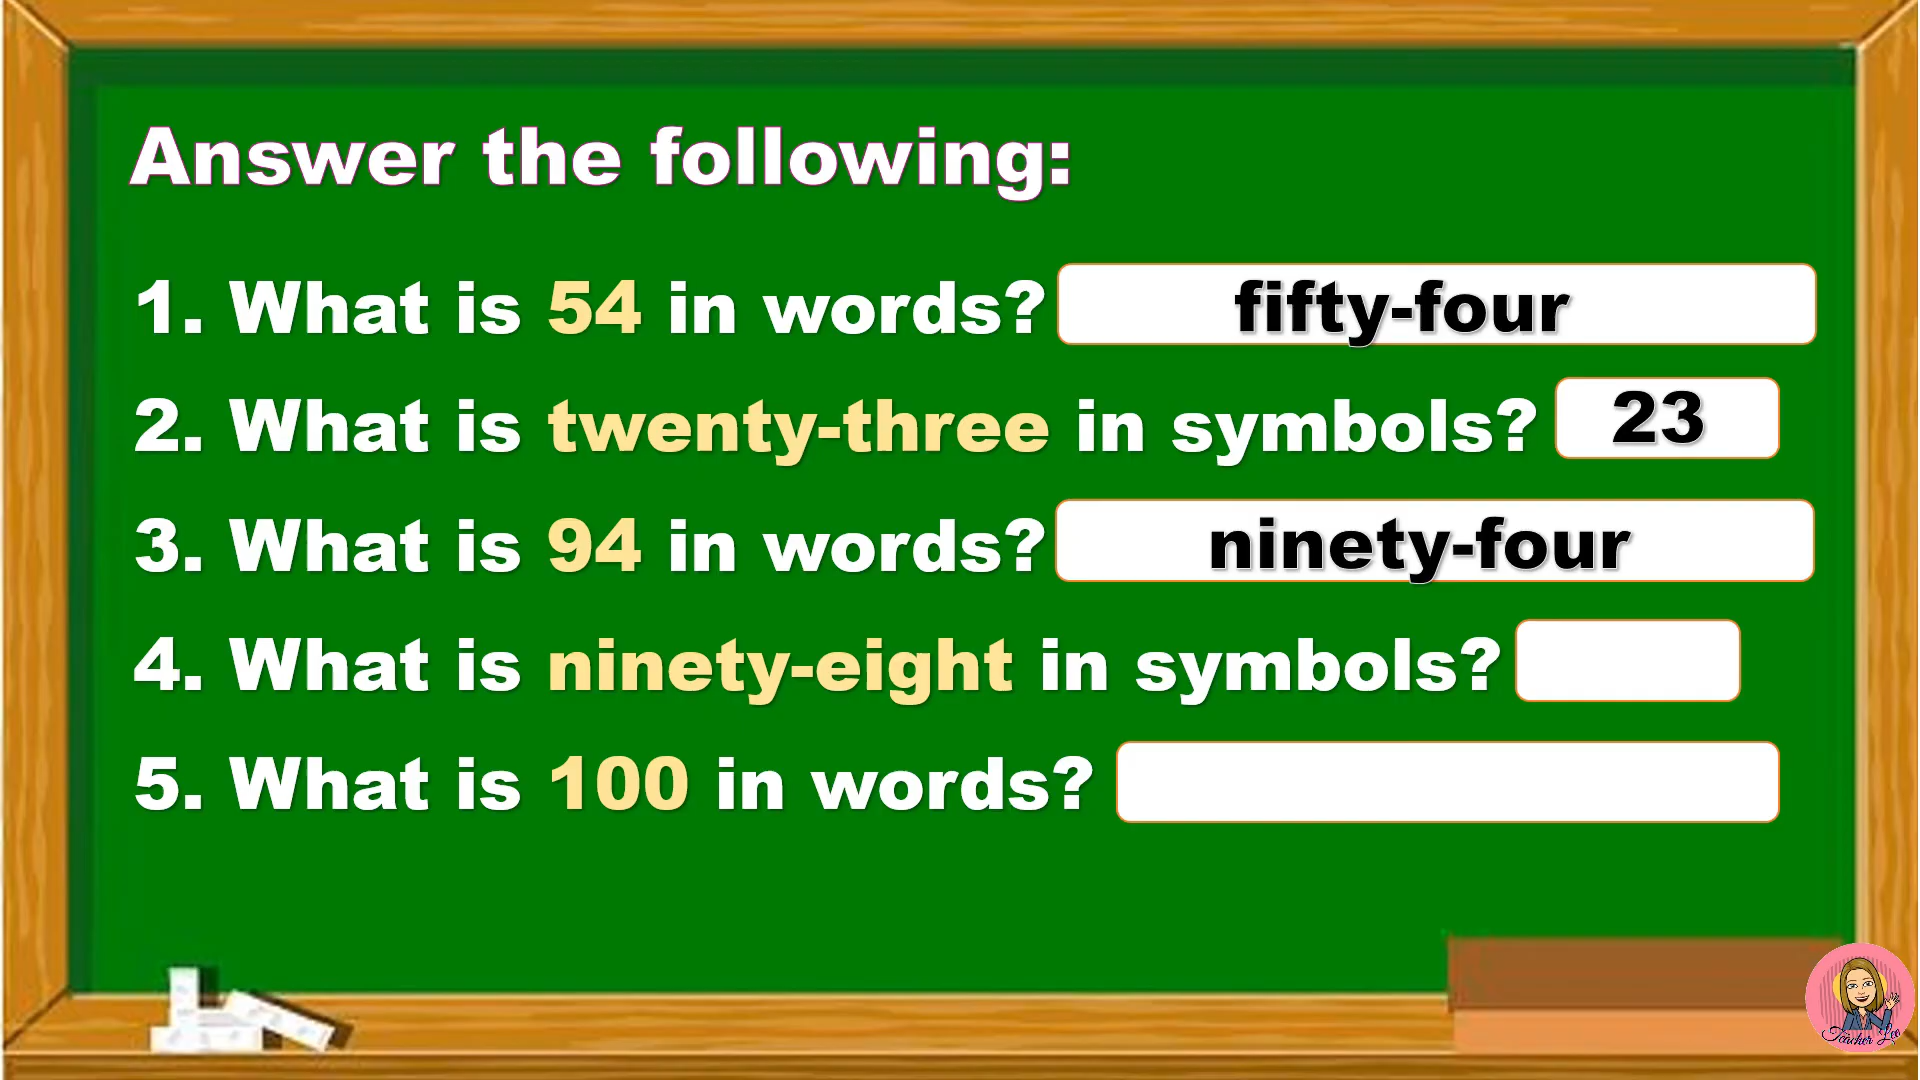 Answer the following:
1. What is 54 in words? fifty-four
2. What is twenty-three in symbols? 23
3. What is 94 in words? ninety-four
4. What is ninety-eight in symbols?
5. What is 100 in words?
Teacher Leo